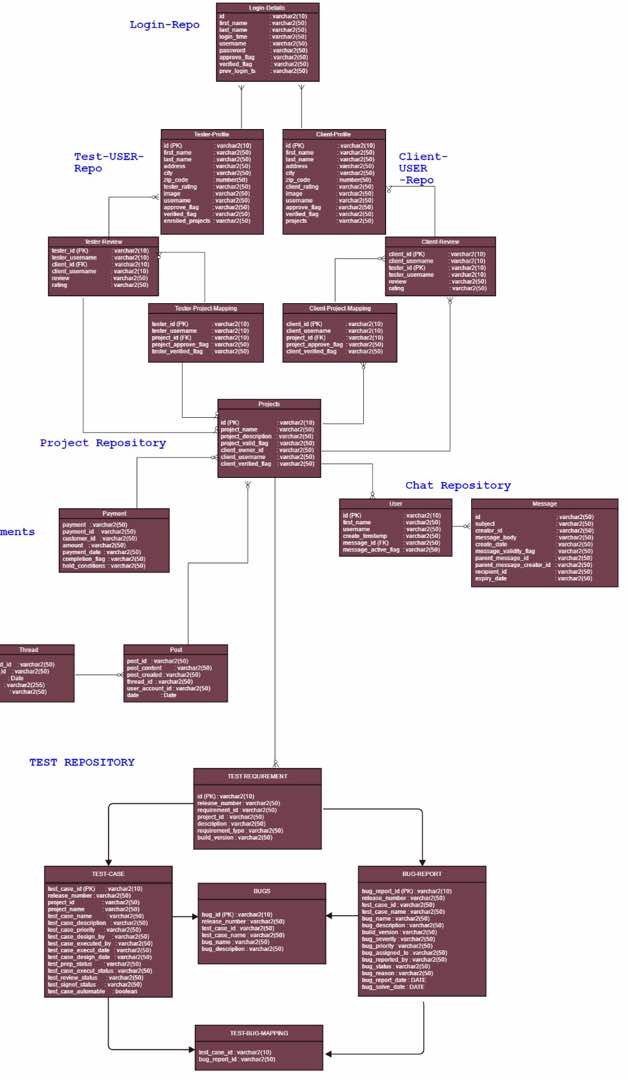 Login-Details
id : varchar2(10)
first_name : varchar2(50)
last_name : varchar2(50)
login_time : varchar2(50)
username : varchar2(50)
password : varchar2(50)
approve_flag : varchar2(50)
verified_flag : varchar2(50)
prev_login_ts : varchar2(50)
Login-Repo
Tester-Profile
id (PK) : varchar2(10)
first_name : varchar2(50)
last_name : varchar2(50)
address : varchar2(50)
city : varchar2(50)
zip_code : number(50)
tester_rating : varchar2(50)
image : varchar2(50)
username : varchar2(50)
approve_flag : varchar2(50)
verified_flag : varchar2(50)
enrolled_projects : varchar2(50)
Client-Profile
id (PK) : varchar2(10)
first_name : varchar2(50)
last_name : varchar2(50)
address : varchar2(50)
city : varchar2(50)
zip_code : number(50)
client_rating : varchar2(50)
image : varchar2(50)
username : varchar2(50)
approve_flag : varchar2(50)
verified_flag : varchar2(50)
projects : varchar2(50)
Test-USER-
Repo
Client-
USER
-Repo
Tester-Review
tester_id (PK) : varchar2(10)
tester_username : varchar2(10)
client_id (FK) : varchar2(10)
client_username : varchar2(10)
review : varchar2(50)
rating : varchar2(50)
Client-Review
client_id (PK) : varchar2(10)
client_username : varchar2(10)
tester_id (PK) : varchar2(10)
tester_username : varchar2(10)
review : varchar2(50)
rating : varchar2(50)
Tester-Project-Mapping
tester_id (PK) : varchar2(10)
tester_username : varchar2(10)
project_id (FK) : varchar2(10)
project_approve_flag : varchar2(50)
tester_verified_flag : varchar2(50)
Client-Project-Mapping
client_id (PK) : varchar2(10)
client_username : varchar2(10)
project_id (FK) : varchar2(10)
project_approve_flag : varchar2(50)
client_verified_flag : varchar2(50)
Projects
id (PK) : varchar2(10)
project_name : varchar2(50)
project_description : varchar2(50)
project_valid_flag : varchar2(50)
client_owner_id : varchar2(50)
client_username : varchar2(50)
client_verified_flag : varchar2(50)
Project Repository
Chat Repository
Payment
payment : varchar2(50)
payment_id : varchar2(50)
customer_id : varchar2(50)
amount : varchar2(50)
payment_date : varchar2(50)
completion_flag : varchar2(50)
hold_conditions : varchar2(50)
ments
User
id (PK) : varchar2(10)
first_name : varchar2(50)
username : varchar2(50)
create_timestamp : varchar2(50)
message_id (FK) : varchar2(50)
message_active_flag : varchar2(50)
Message
id : varchar2(50)
subject : varchar2(50)
creator_id : varchar2(50)
message_body : varchar2(50)
create_date : varchar2(50)
message_validity_flag : varchar2(50)
parent_message_id : varchar2(50)
parent_message_creator_id : varchar2(50)
recipient_id : varchar2(50)
expiry_date : varchar2(50)
Thread
d_id : varchar2(50)
_id : varchar2(50)
: Date
: varchar2(255)
: varchar2(50)
Post
post_id : varchar2(50)
post_content : varchar2(50)
post_created : varchar2(50)
thread_id : varchar2(50)
user_account_id : varchar2(50)
date : Date
TEST REPOSITORY
TEST REQUIREMENT
id (PK) : varchar2(10)
release_number : varchar2(50)
requirement_id : varchar2(50)
project_id : varchar2(50)
description : varchar2(50)
requirement_type : varchar2(50)
build_version : varchar2(50)
TEST-CASE
test_case_id (PK) : varchar2(10)
release_number : varchar2(50)
project_id : varchar2(50)
project_name : varchar2(50)
test_case_name : varchar2(50)
test_case_description : varchar2(50)
test_case_priority : varchar2(50)
test_case_design_by : varchar2(50)
test_case_executed_by : varchar2(50)
test_case_execut_date : varchar2(50)
test_case_design_date : varchar2(50)
test_prep_status : varchar2(50)
test_case_execut_status : varchar2(50)
test_review_status : varchar2(50)
test_signof_status : varchar2(50)
test_case_automable : boolean
BUGS
bug_id (PK) : varchar2(10)
release_number : varchar2(50)
test_case_id : varchar2(50)
test_case_name : varchar2(50)
bug_name : varchar2(50)
bug_description : varchar2(50)
BUG-REPORT
bug_report_id (PK) : varchar2(10)
release_number : varchar2(50)
test_case_id : varchar2(50)
test_case_name : varchar2(50)
bug_name : varchar2(50)
bug_description : varchar2(50)
build_version : varchar2(50)
bug_severity : varchar2(50)
bug_priority : varchar2(50)
bug_assigned_to : varchar2(50)
bug_reported_by : varchar2(50)
bug_status : varchar2(50)
bug_reason : varchar2(50)
bug_report_date : DATE
bug_solve_date : DATE
TEST-BUG-MAPPING
test_case_id : varchar2(10)
bug_report_id : varchar2(50)